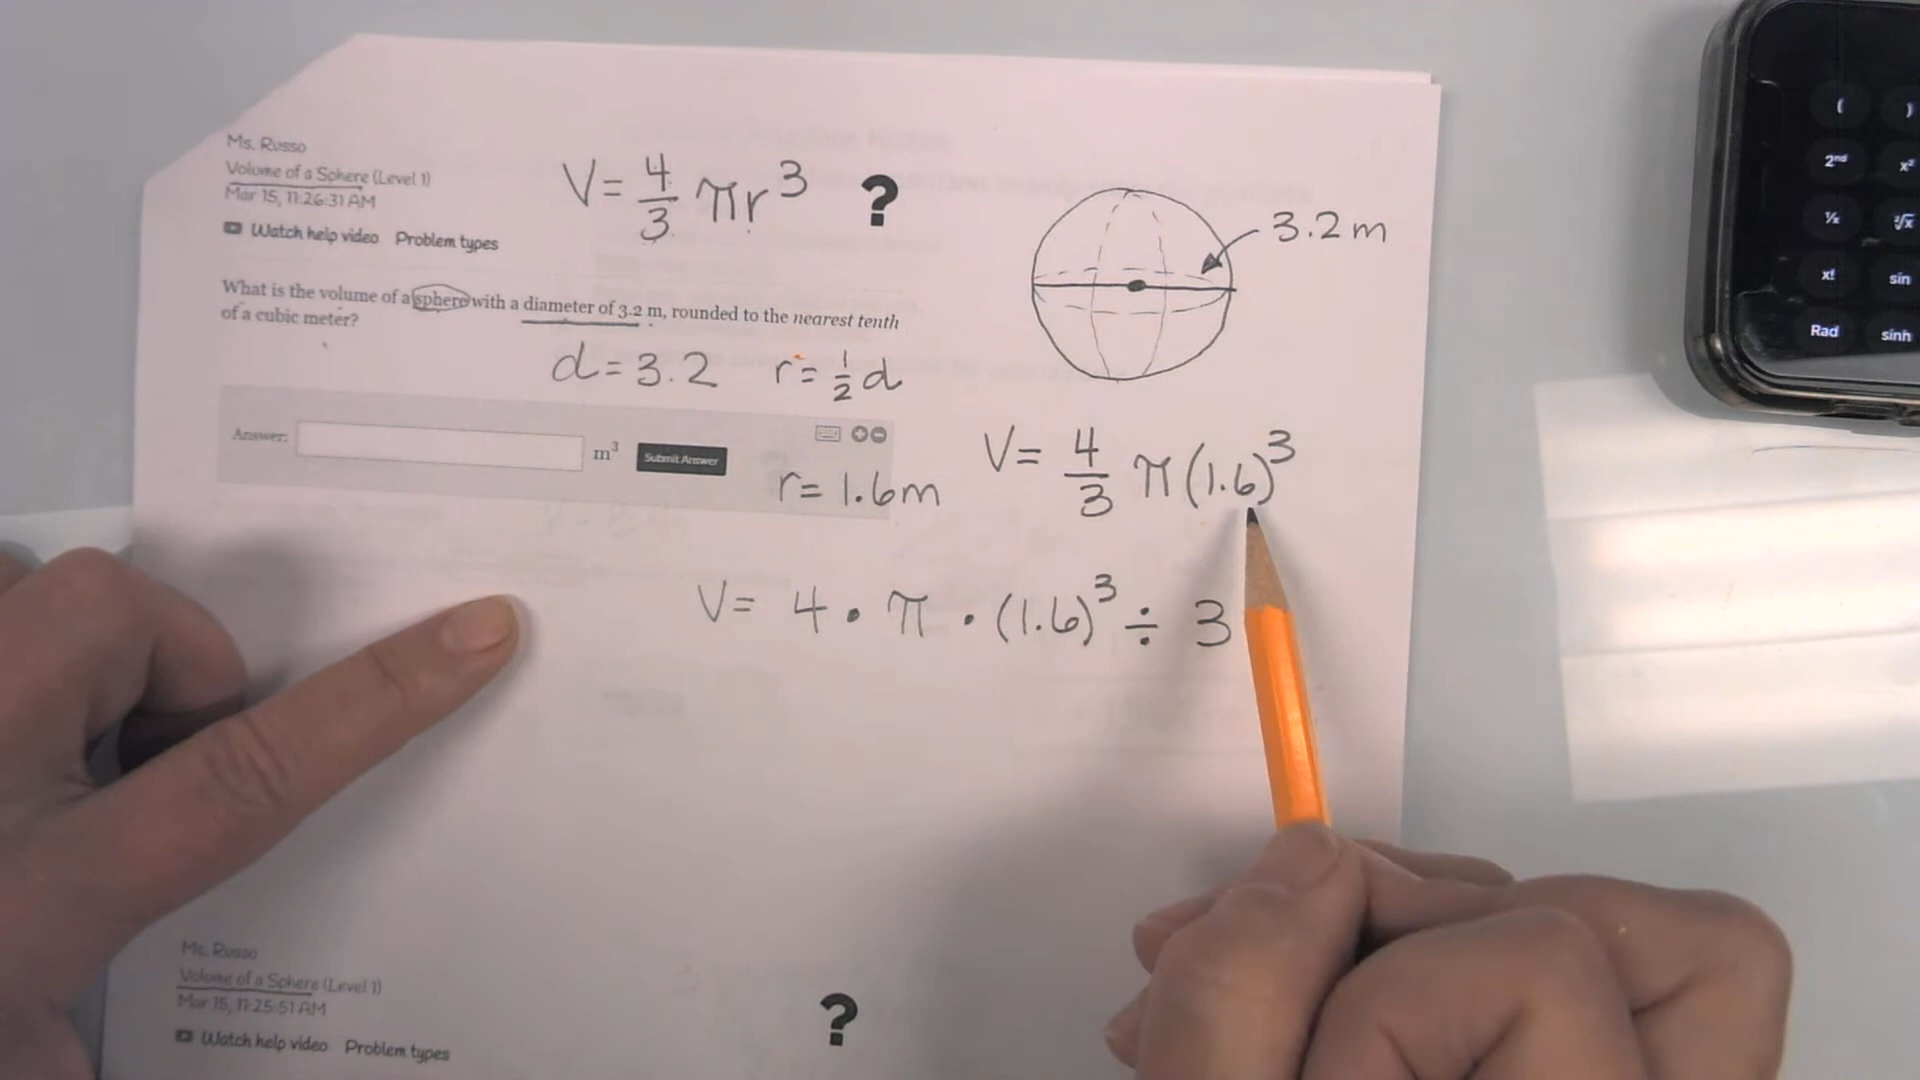 Ms. Russo
Volume of a Sphere (Level 1)
Mar 15, 11:26:31 AM
Watch help video Problem types
V= 4/3 πr³ ?
3.2 m
What is the volume of a sphere with a diameter of 3.2 m, rounded to the nearest tenth
of a cubic meter?
d=3.2 r= 1/2 d
Answer: m³ Submit Answer
r= 1.6m
V= 4/3 π(1.6)³
V= 4 • π • (1.6)³ ÷ 3
Ms. Russo
Volume of a Sphere (Level 1)
Mar 15, 11:25:51 AM
Watch help video Problem types
?
( )
2nd x²
1/x ²√x
x! sin
Rad sinh